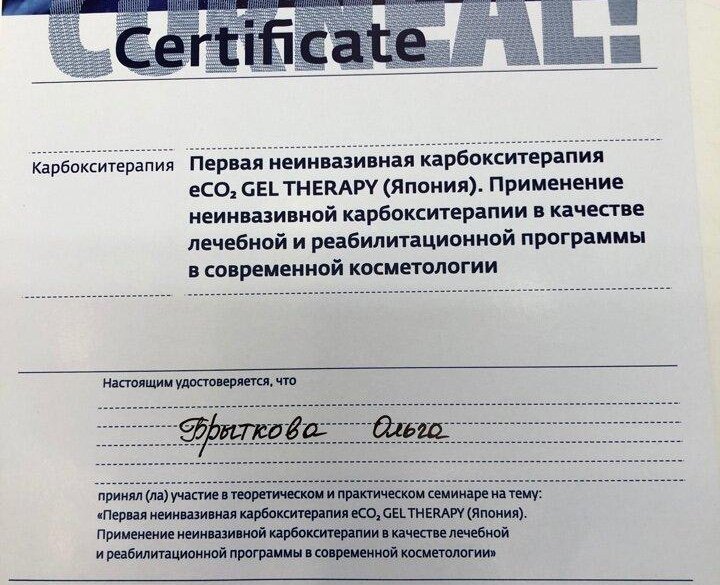 CORNEAL!
Certificate
Карбокситерапия
Первая неинвазивная карбокситерапия
eCO₂ GEL THERAPY (Япония). Применение
неинвазивной карбокситерапии в качестве
лечебной и реабилитационной программы
в современной косметологии
Настоящим удостоверяется, что
Брыткова Ольга
принял (ла) участие в теоретическом и практическом семинаре на тему:
«Первая неинвазивная карбокситерапия eCO₂ GEL THERAPY (Япония).
Применение неинвазивной карбокситерапии в качестве лечебной
и реабилитационной программы в современной косметологии»